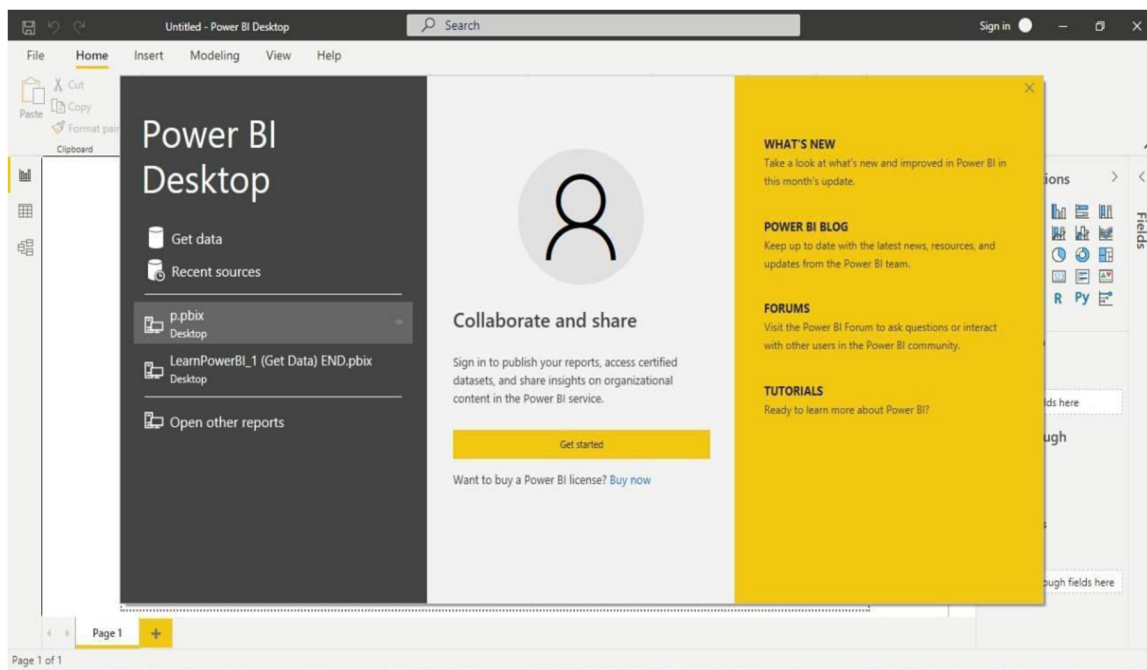 Untitled - Power BI Desktop
Search
Sign in
File Home Insert Modeling View Help
Paste
Cut
Copy
Format pain
Clipboard
Power BI
Desktop
Get data
Recent sources
p.pbix
Desktop
LearnPowerBI_1 (Get Data) END.pbix
Desktop
Open other reports
Collaborate and share
Sign in to publish your reports, access certified
datasets, and share insights on organizational
content in the Power BI service.
Get started
Want to buy a Power BI license? Buy now
WHAT'S NEW
Take a look at what's new and improved in Power BI in
this month's update.
POWER BI BLOG
Keep up to date with the latest news, resources, and
updates from the Power BI team.
FORUMS
Visit the Power BI Forum to ask questions or interact
with other users in the Power BI community.
TUTORIALS
Ready to learn more about Power BI?
ions
Fields
R Py
lds here
ugh
s
ough fields here
Page 1
Page 1 of 1